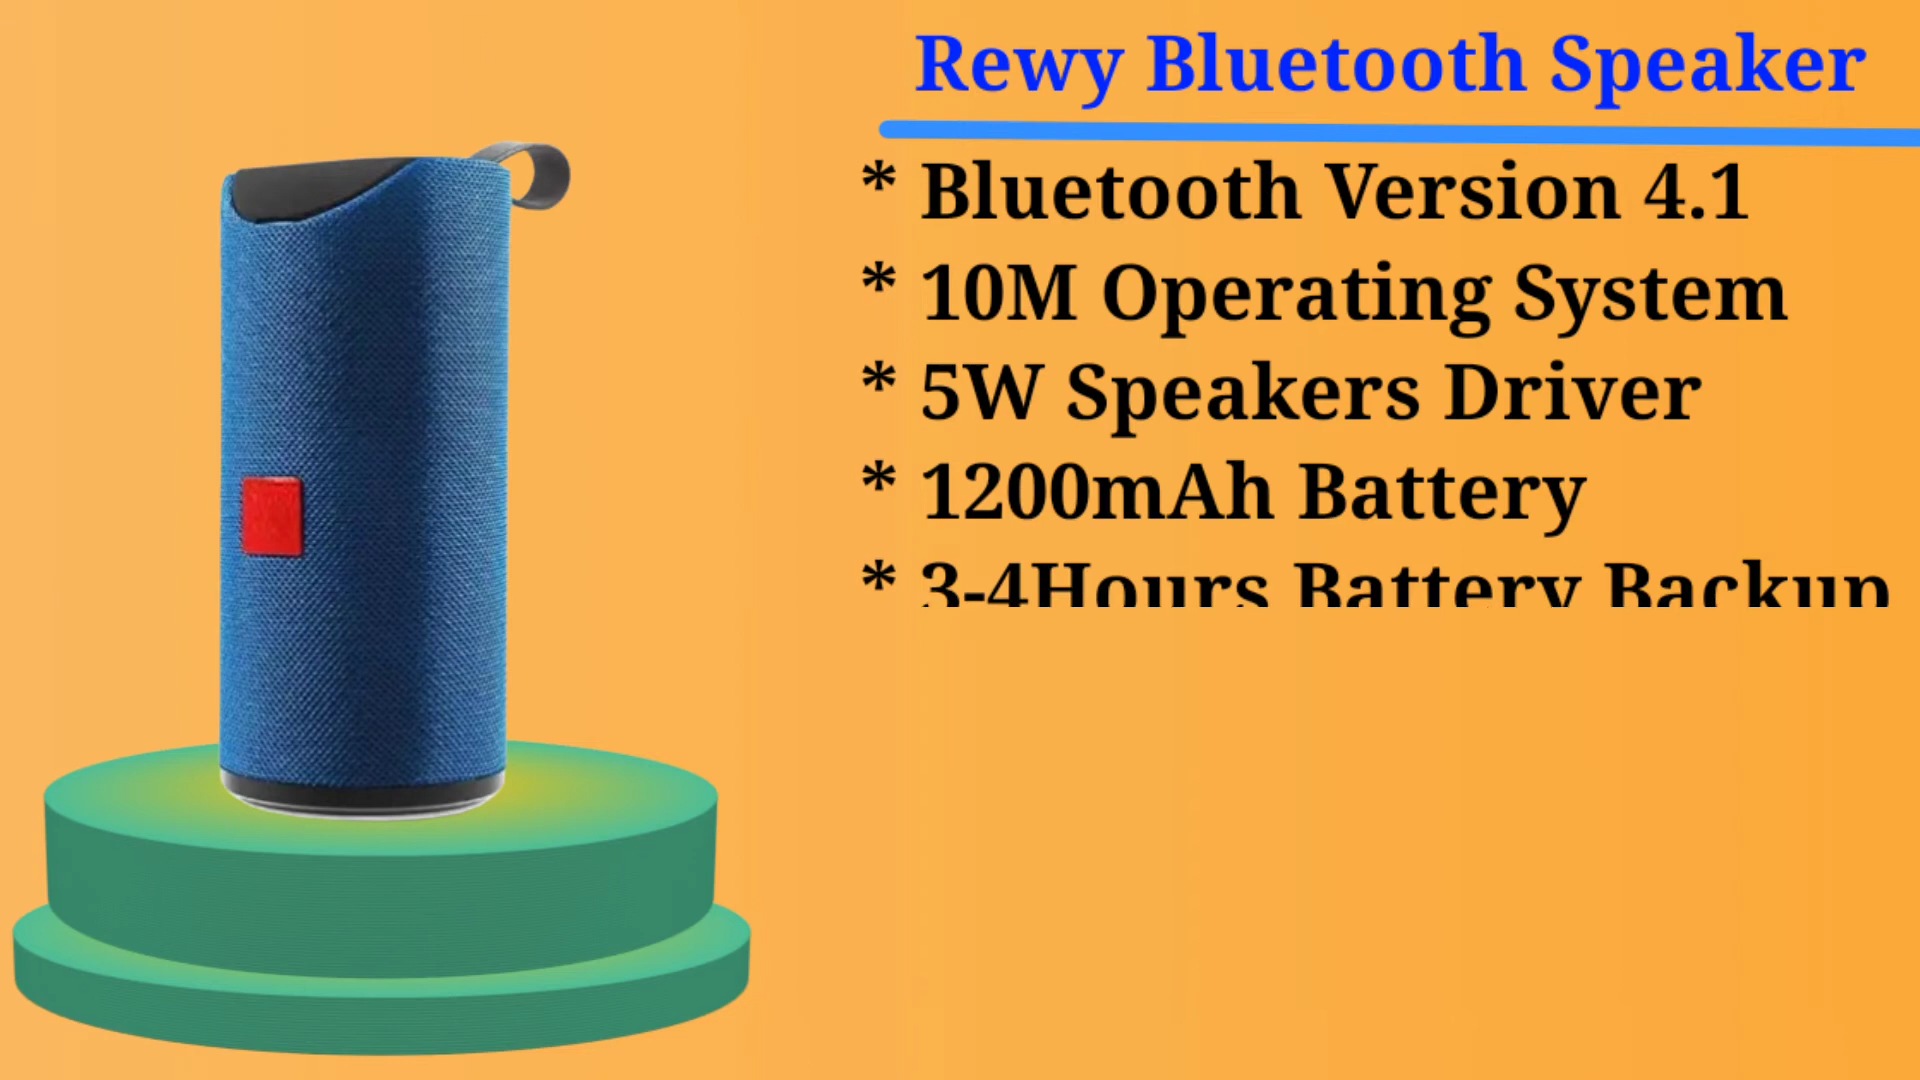 Rewy Bluetooth Speaker
* Bluetooth Version 4.1
* 10M Operating System
* 5W Speakers Driver
* 1200mAh Battery
* 3-4Hours Battery Backup